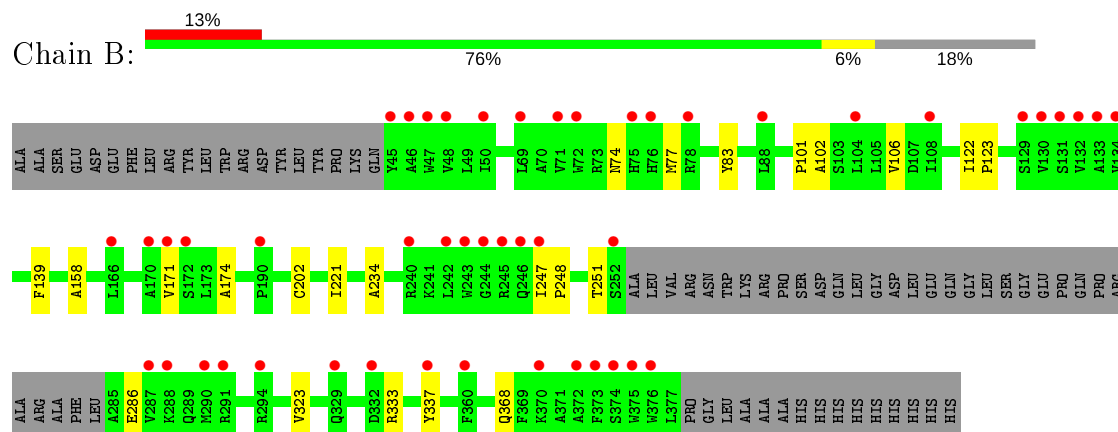 Chain B:
13%
76% 6% 18%
ALA ALA SER GLU ASP GLU PHE LEU ARG TYR LEU TRP ARG ASP TYR LEU TYR PRO LYS GLN Y45 A46 W47 V48 L49 I50 L69 A70 V71 W72 R73 N74 H75 H76 M77 R78 Y83 L88 P101 A102 S103 L104 L105 V106 D107 I108 I122 P123 S129 V130 S131 V132 A133 V134
F139 A158 L166 A170 V171 S172 L173 A174 P190 C202 I221 A234 R240 K241 L242 W243 G244 R245 Q246 I247 P248 T251 S252 ALA LEU VAL ARG ASN TRP LYS ARG PRO SER ASP GLN LEU GLY ASP LEU GLU GLN GLY LEU SER GLY GLU PRO GLN PRO ARG
ALA ARG ALA PHE LEU A285 E286 V287 K288 Q289 M290 R291 R294 V323 Q329 D332 R333 Y337 F360 Q368 F369 K370 A371 A372 F373 S374 W375 W376 L377 PRO GLY LEU ALA ALA ALA HIS HIS HIS HIS HIS HIS HIS HIS HIS